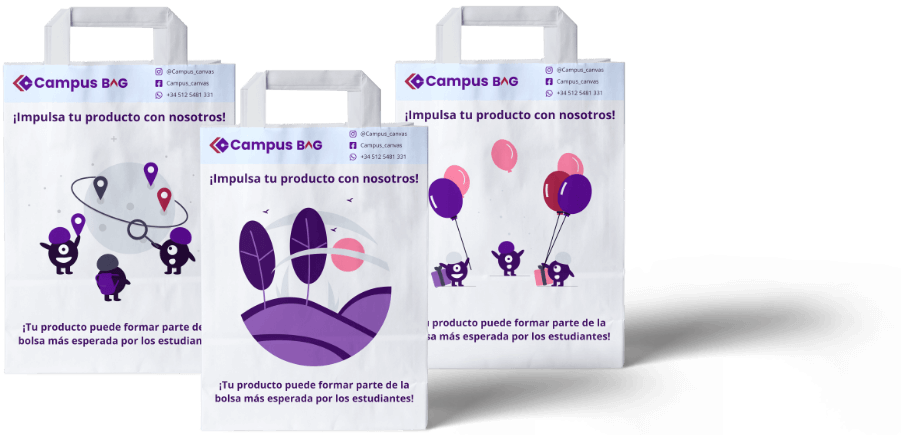 Campus BAG
@Campus_canvas
Campus_canvas
+34 512 5481 331
¡Impulsa tu producto con nosotros!
¡Tu producto puede formar parte de
bolsa más esperada por los estudian
Campus BAG
@Campus_canvas
Campus_canvas
+34 512 5481 331
¡Impulsa tu producto con nosotros!
¡Tu producto puede formar parte de la
bolsa más esperada por los estudiantes!
Campus BAG
@Campus_canvas
Campus_canvas
+34 512 5481 331
¡Impulsa tu producto con nosotros!
u producto puede formar parte de la
sa más esperada por los estudiantes!